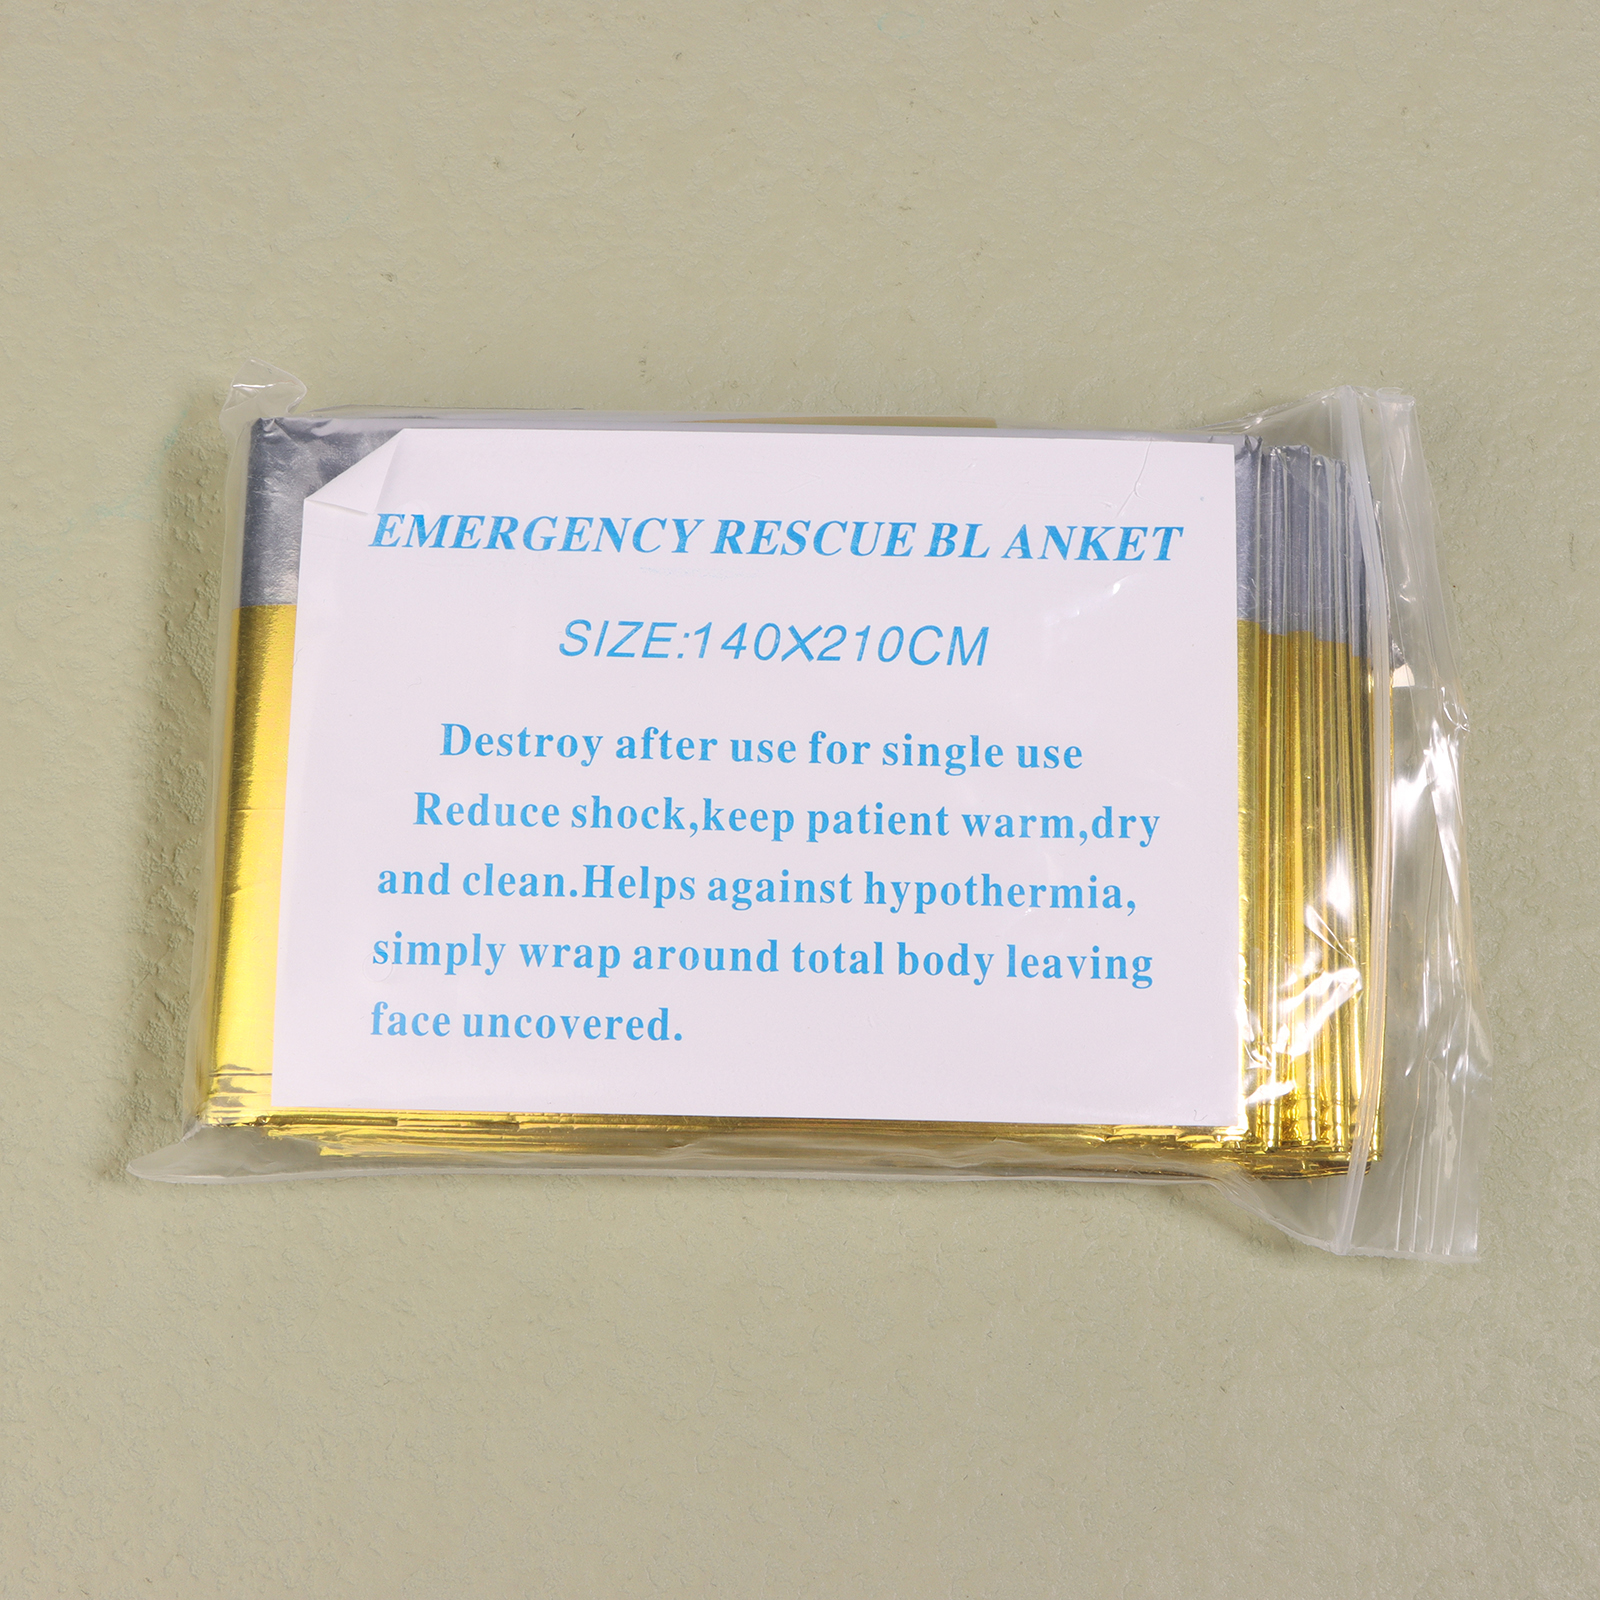 EMERGENCY RESCUE BL ANKET
SIZE:140X210CM
Destroy after use for single use
Reduce shock,keep patient warm,dry
and clean.Helps against hypothermia,
simply wrap around total body leaving
face uncovered.